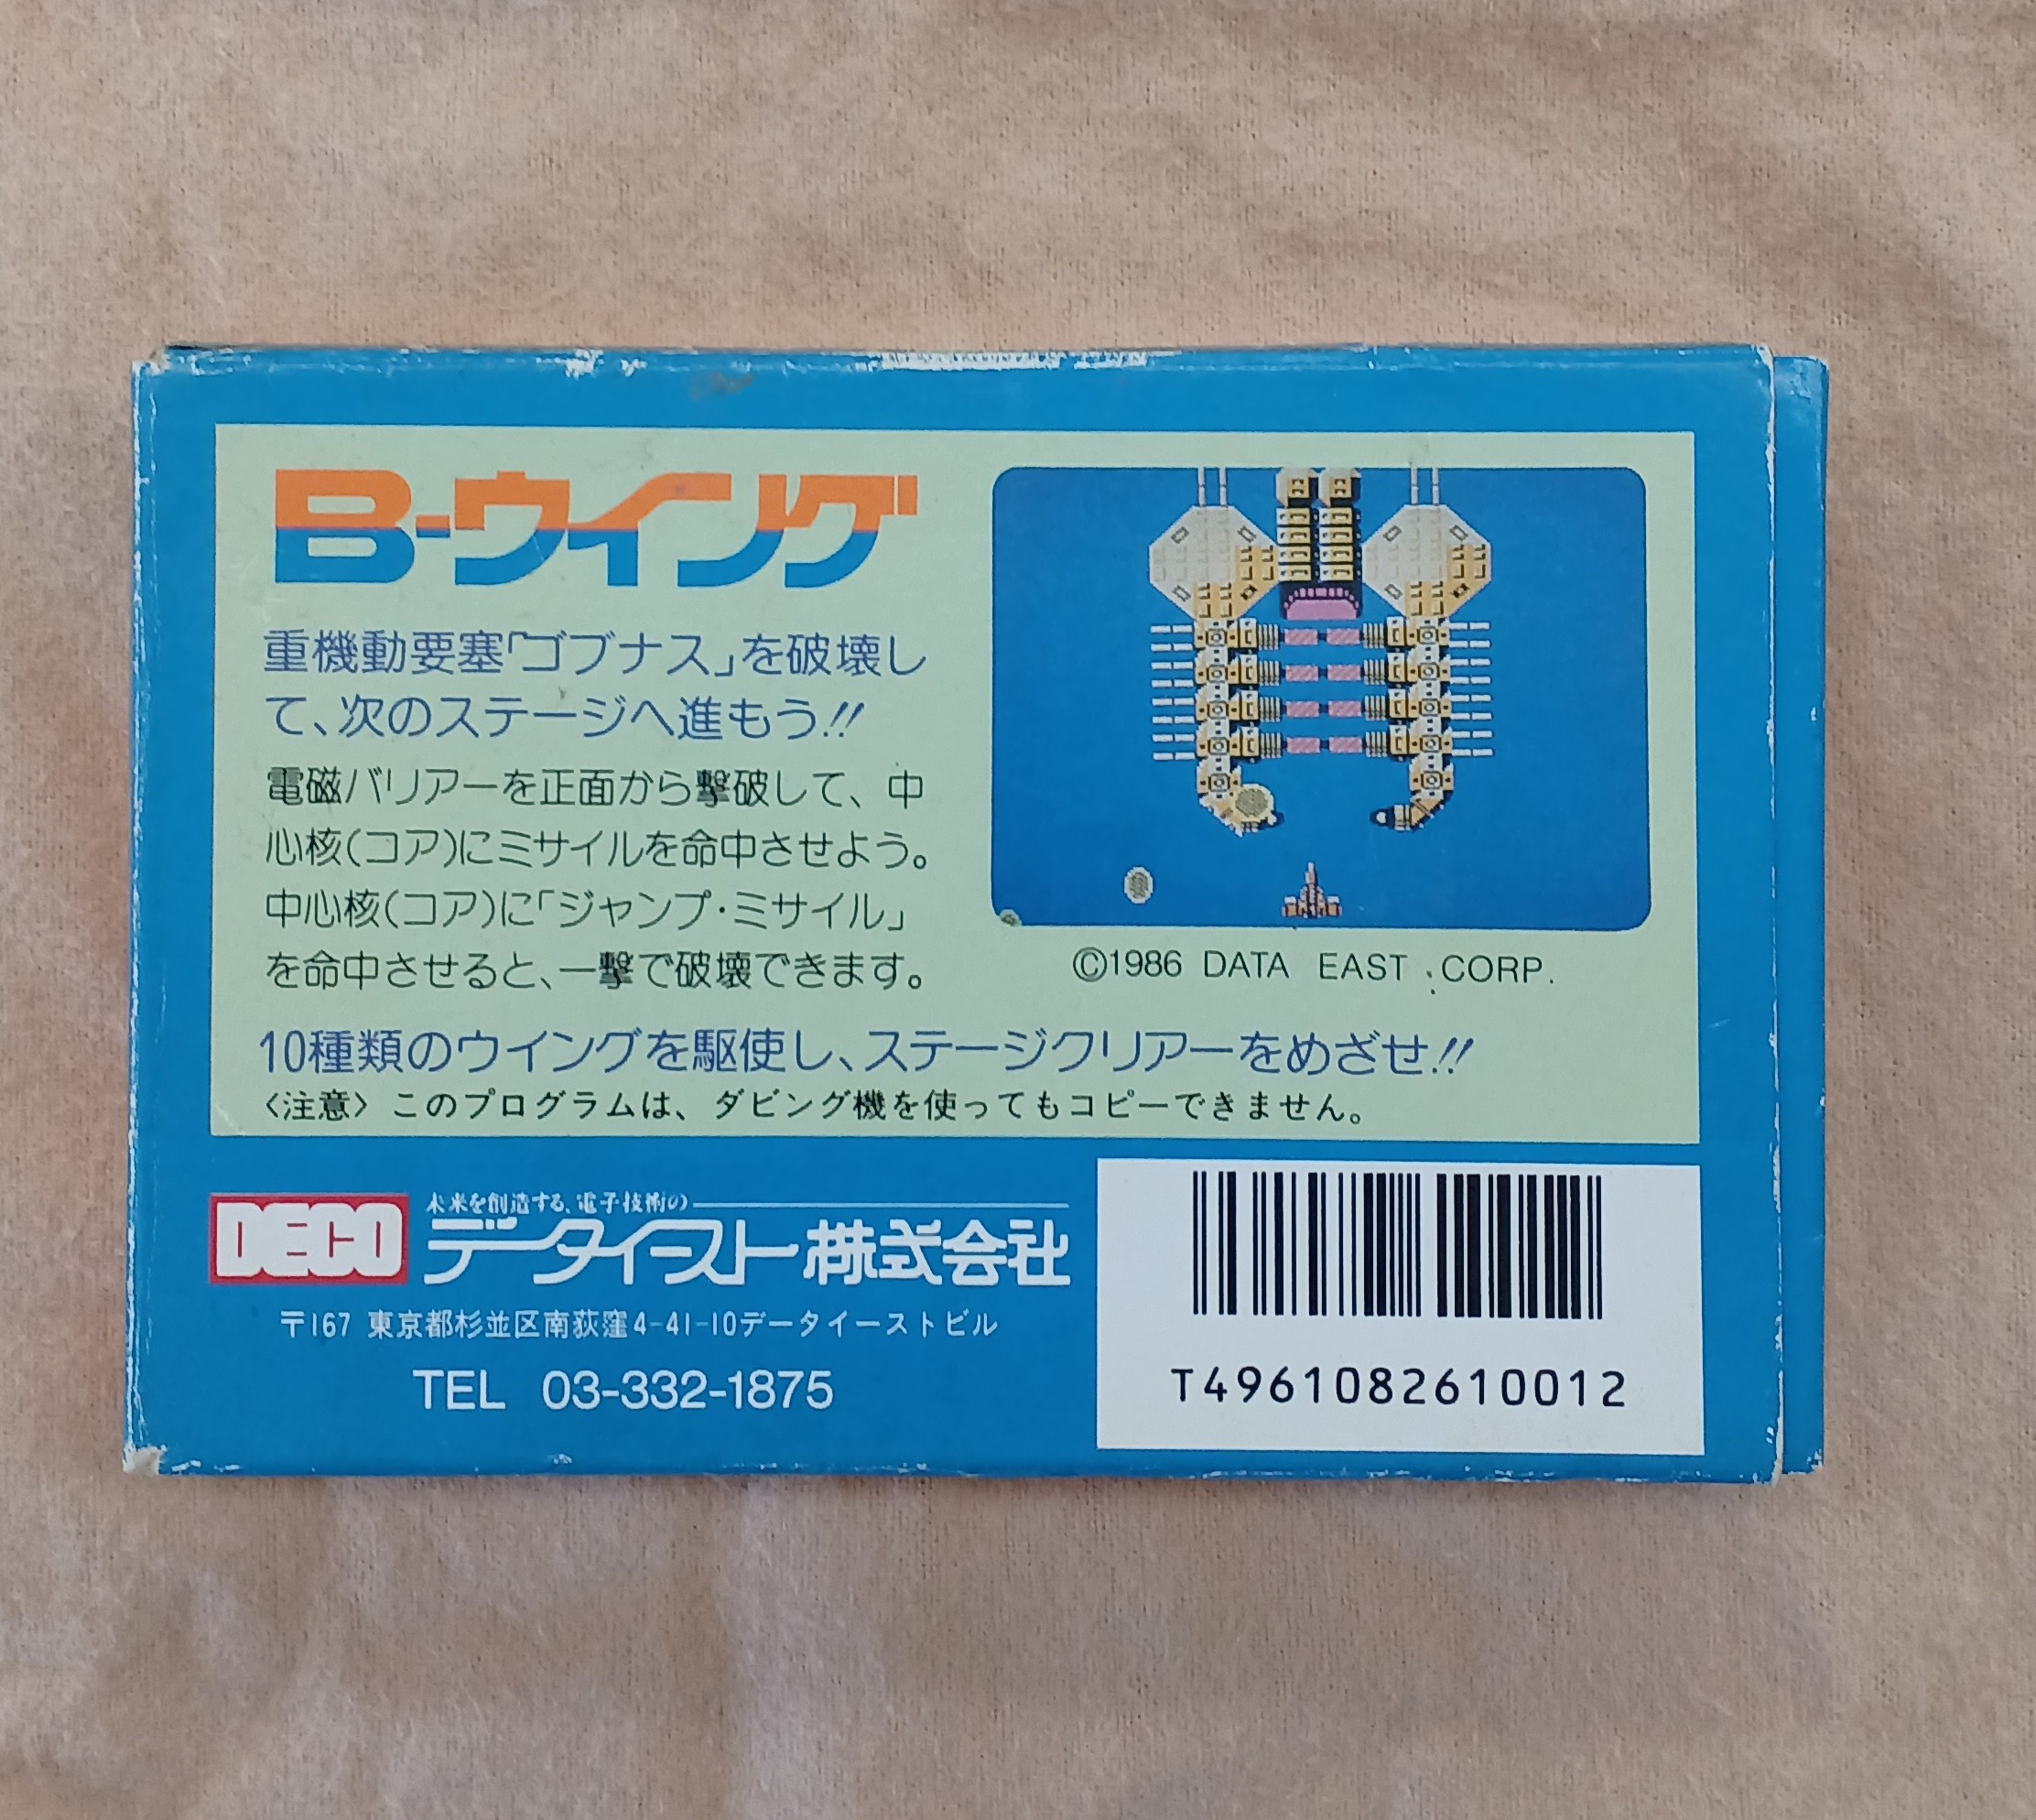 B-ウイング
重機動要塞「ゴブナス」を破壊し
て、次のステージへ進もう!!
電磁バリアーを正面から撃破して、中
心核(コア)にミサイルを命中させよう。
中心核(コア)に「ジャンプ・ミサイル」
を命中させると、一撃で破壊できます。
©1986 DATA EAST CORP.
10種類のウイングを駆使し、ステージクリアーをめざせ!!
〈注意〉このプログラムは、ダビング機を使ってもコピーできません。
DECO
未来を創造する、電子技術の
データイースト株式会社
〒167 東京都杉並区南荻窪4-41-10データイーストビル
TEL 03-332-1875
T4961082610012